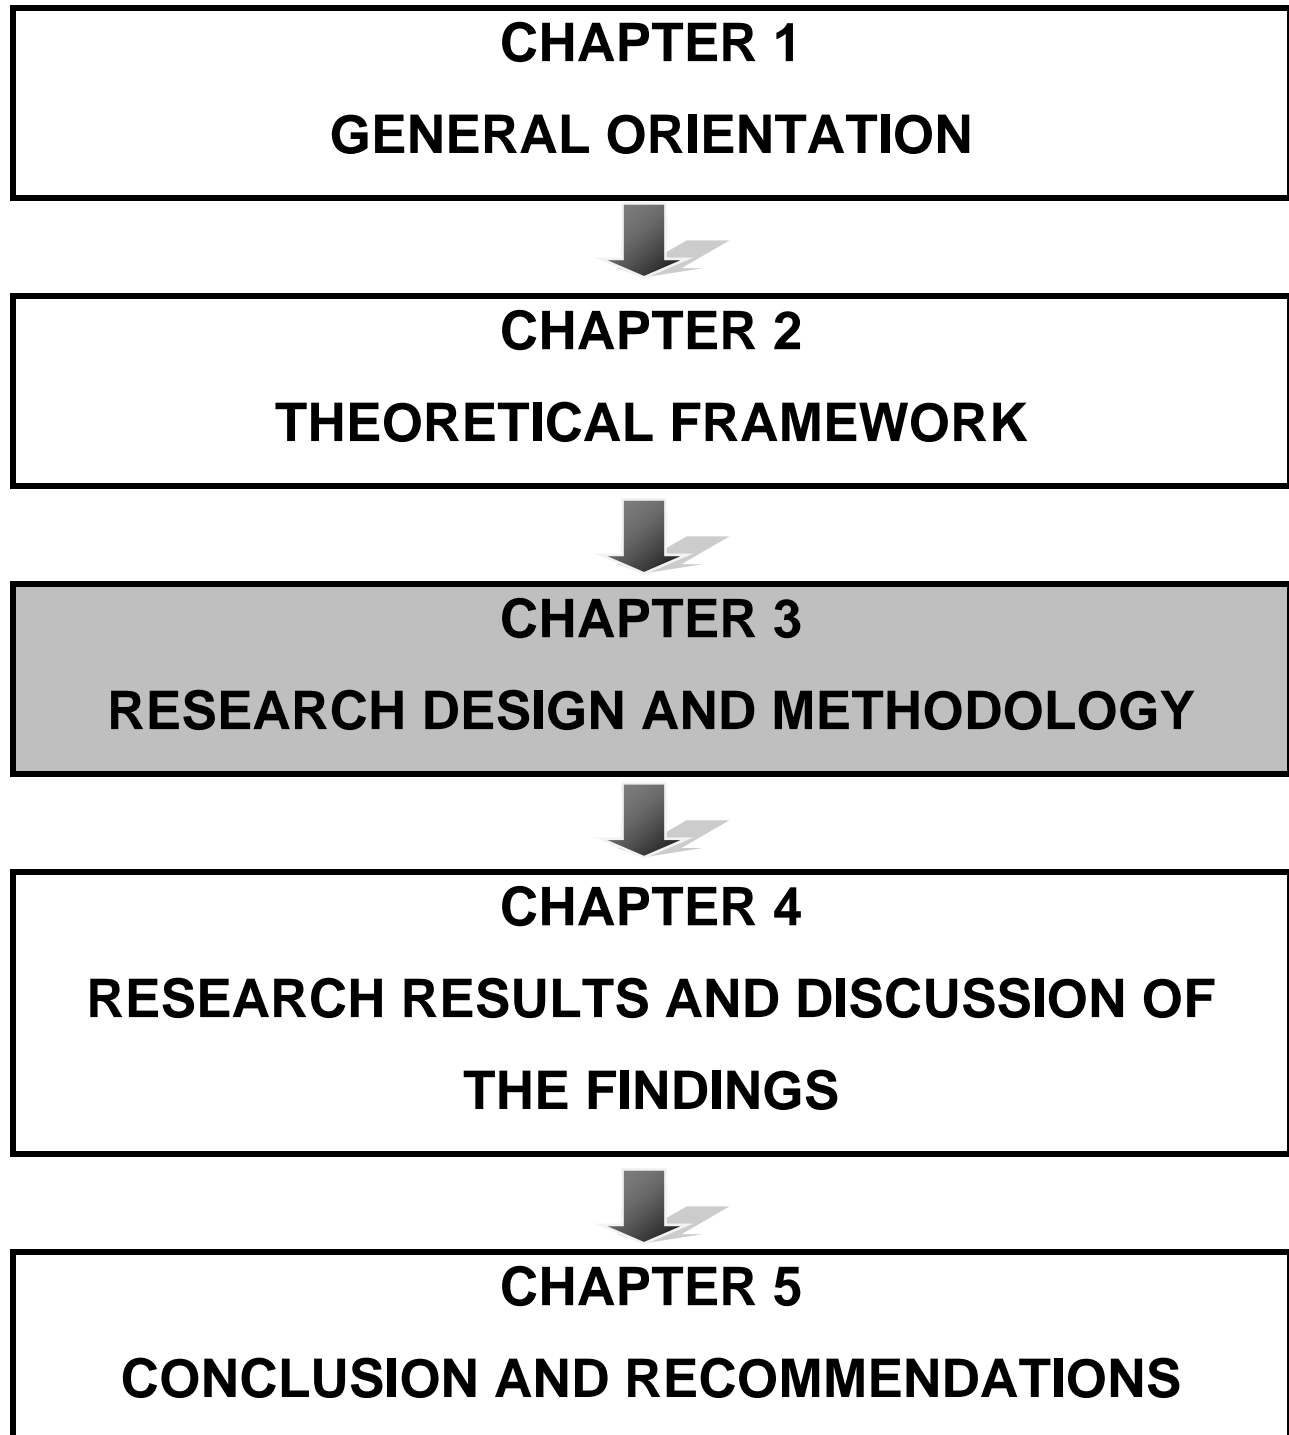 CHAPTER 1
GENERAL ORIENTATION
CHAPTER 2
THEORETICAL FRAMEWORK
CHAPTER 3
RESEARCH DESIGN AND METHODOLOGY
CHAPTER 4
RESEARCH RESULTS AND DISCUSSION OF
THE FINDINGS
CHAPTER 5
CONCLUSION AND RECOMMENDATIONS